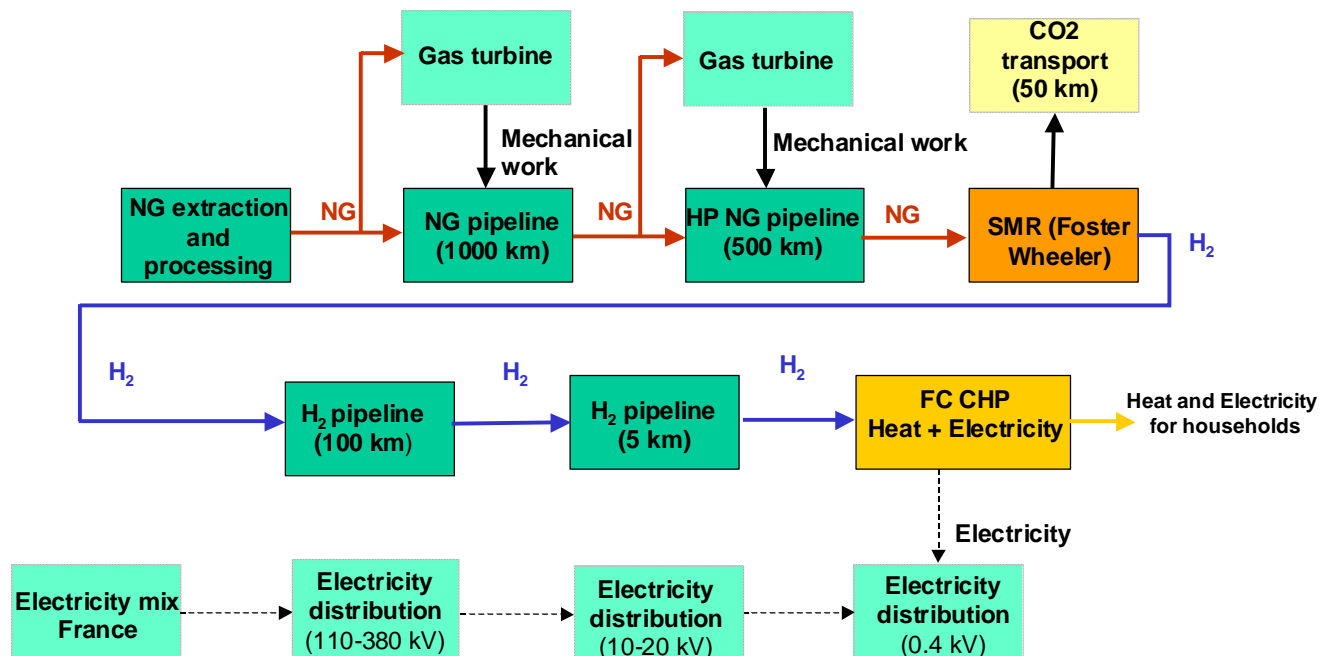 Gas turbine
Gas turbine
CO2
transport
(50 km)
Mechanical
work
Mechanical work
NG extraction
and
processing
NG
NG pipeline
(1000 km)
NG
HP NG pipeline
(500 km)
NG
SMR (Foster
Wheeler)
H₂
H₂
H₂
H₂
H₂ pipeline
(100 km)
H₂ pipeline
(5 km)
FC CHP
Heat + Electricity
Heat and Electricity
for households
Electricity
Electricity mix
France
Electricity
distribution
(110-380 kV)
Electricity
distribution
(10-20 kV)
Electricity
distribution
(0.4 kV)